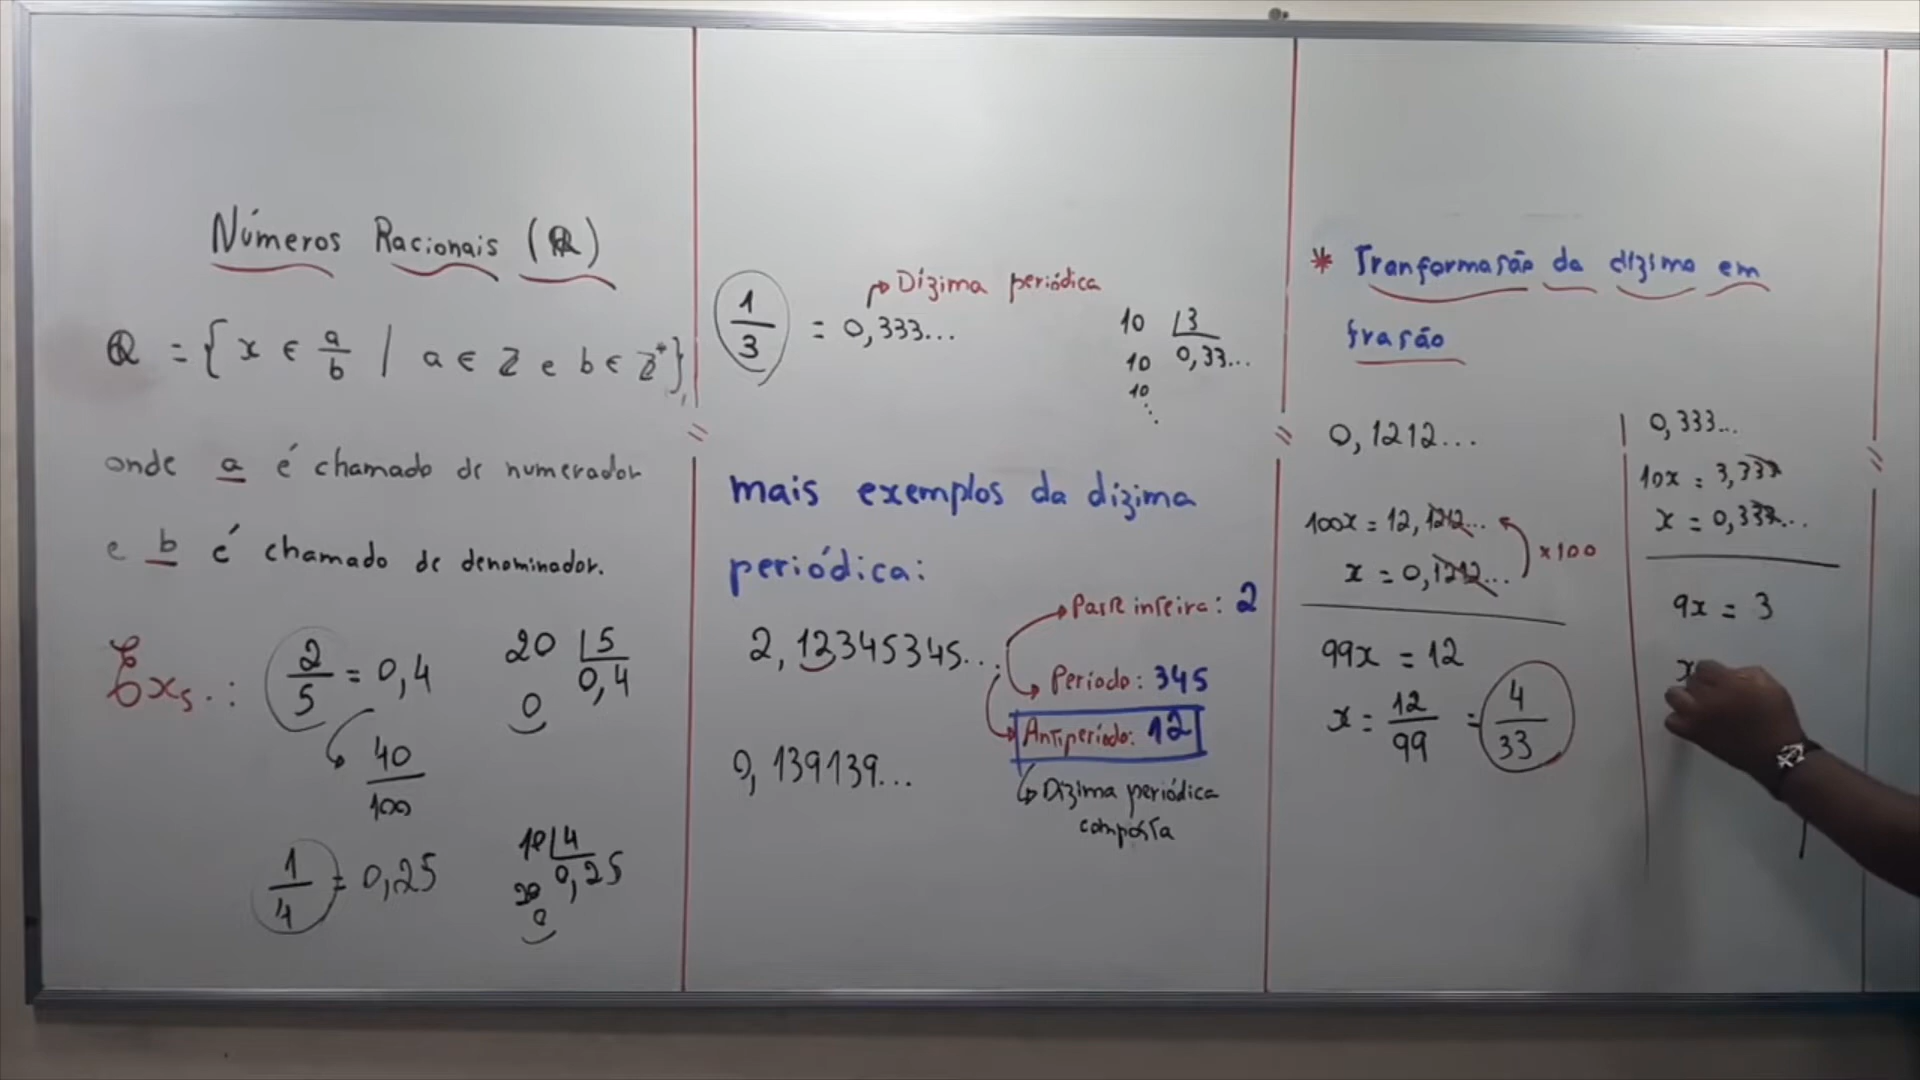 Números Racionais (ℚ)
ℚ = { x ∈ a/b / a ∈ ℤ e b ∈ ℤ* },
onde a é chamado de numerador
e b é chamado de denominador.
Exs.:
2/5 = 0,4
20 | 5
0
0,4
40/100
1/4 = 0,25
10 | 4
20
0,25
0
1/3 = 0,333...
Dízima periódica
10 | 3
10
0,33...
10
mais exemplos da dízima
periódica:
2,12345345...
Parte inteira: 2
Período: 345
Antiperíodo: 12
Dízima periódica
composta
0,139139...
* Tranformasão da dízima em
frasão
0,1212...
100x = 12,1212...
x = 0,1212...
×100
99x = 12
x = 12/99 = 4/33
0,333...
10x = 3,333
x = 0,333...
9x = 3
x